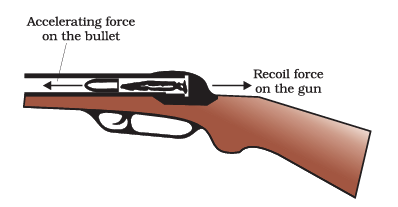 Accelerating force
on the bullet
Recoil force
on the gun